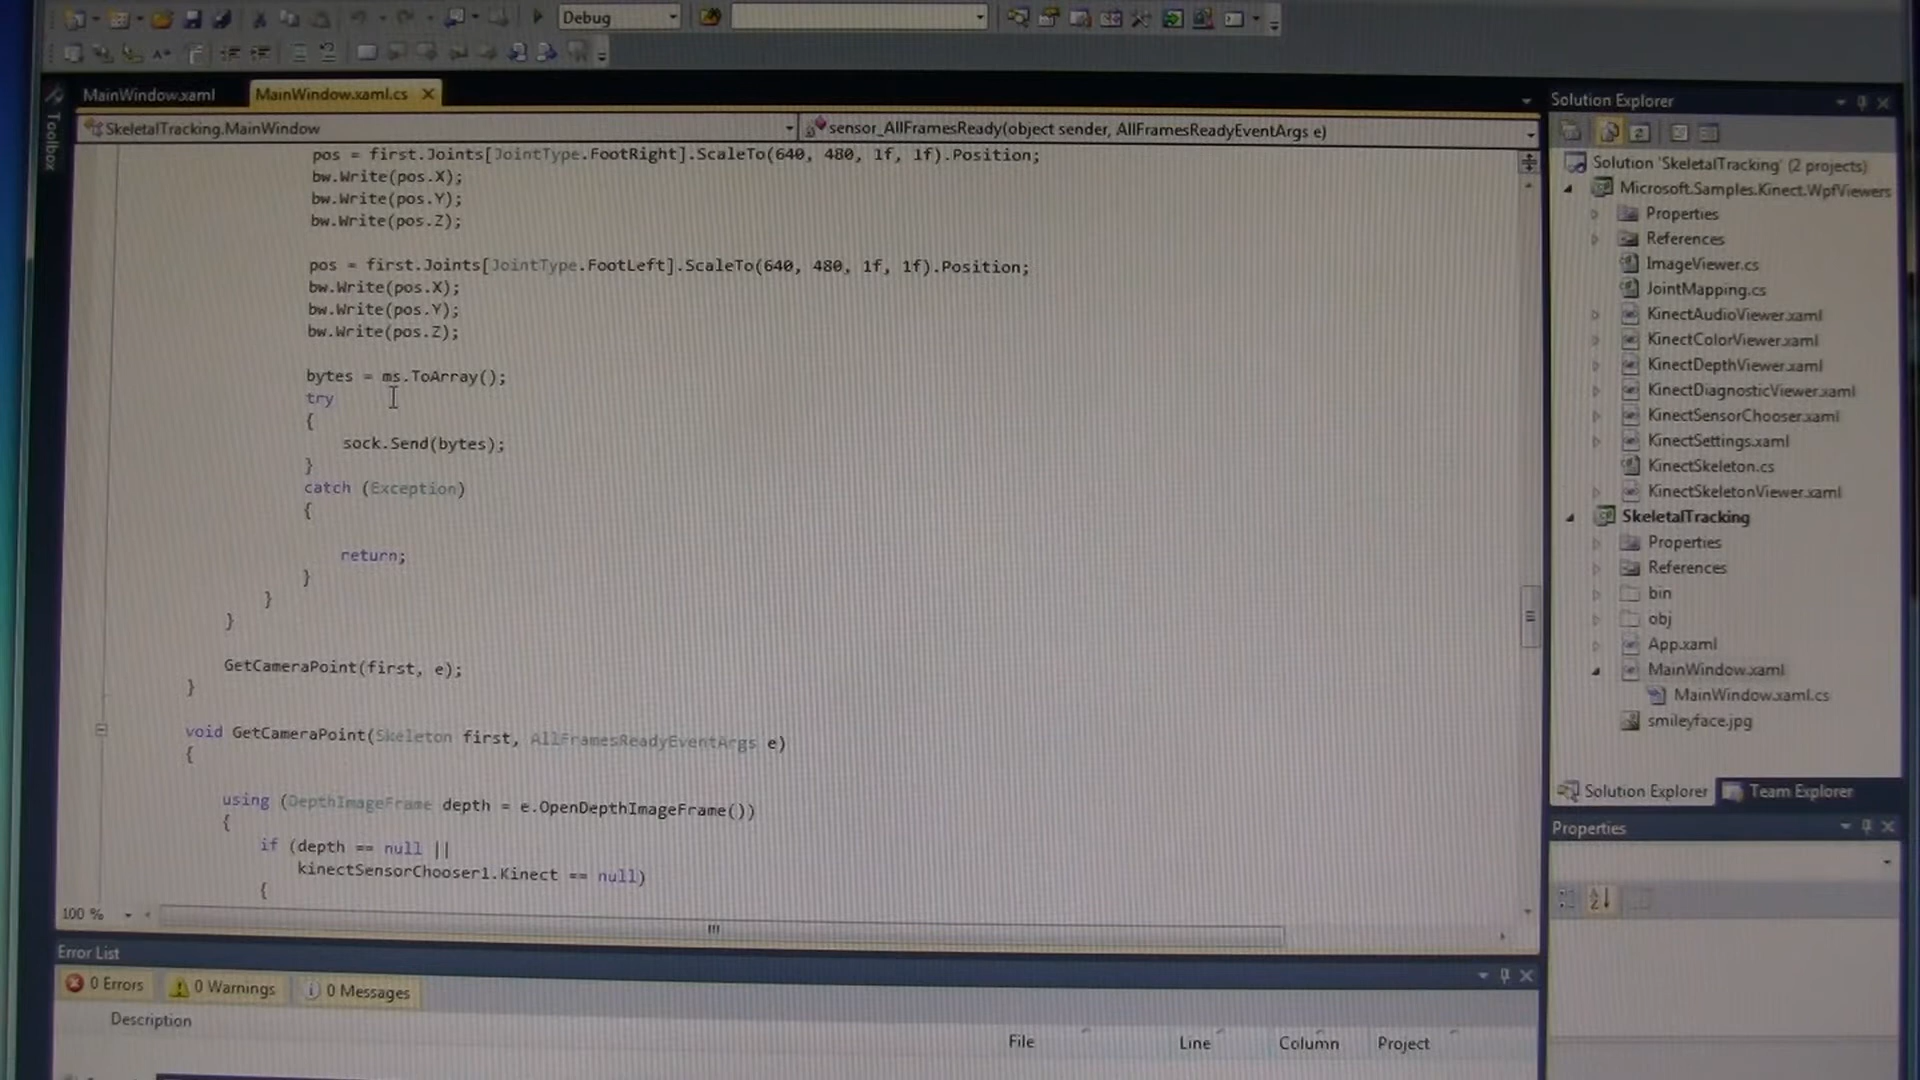 Debug
MainWindow.xaml
MainWindow.xaml.cs
Toolbox
SkeletalTracking.MainWindow
sensor_AllFramesReady(object sender, AllFramesReadyEventArgs e)
pos = first.Joints[JointType.FootRight].ScaleTo(640, 480, 1f, 1f).Position;
bw.Write(pos.X);
bw.Write(pos.Y);
bw.Write(pos.Z);
pos = first.Joints[JointType.FootLeft].ScaleTo(640, 480, 1f, 1f).Position;
bw.Write(pos.X);
bw.Write(pos.Y);
bw.Write(pos.Z);
bytes = ms.ToArray();
try
{
sock.Send(bytes);
}
catch (Exception)
{
return;
}
}
}
GetCameraPoint(first, e);
}
void GetCameraPoint(Skeleton first, AllFramesReadyEventArgs e)
{
using (DepthImageFrame depth = e.OpenDepthImageFrame())
{
if (depth == null ||
kinectSensorChooser1.Kinect == null)
{
100 %
Solution Explorer
Solution 'SkeletalTracking' (2 projects)
Microsoft.Samples.Kinect.WpfViewers
Properties
References
ImageViewer.cs
JointMapping.cs
KinectAudioViewer.xaml
KinectColorViewer.xaml
KinectDepthViewer.xaml
KinectDiagnosticViewer.xaml
KinectSensorChooser.xaml
KinectSettings.xaml
KinectSkeleton.cs
KinectSkeletonViewer.xaml
SkeletalTracking
Properties
References
bin
obj
App.xaml
MainWindow.xaml
MainWindow.xaml.cs
smileyface.jpg
Solution Explorer
Team Explorer
Properties
Error List
0 Errors
0 Warnings
0 Messages
Description
File
Line
Column
Project